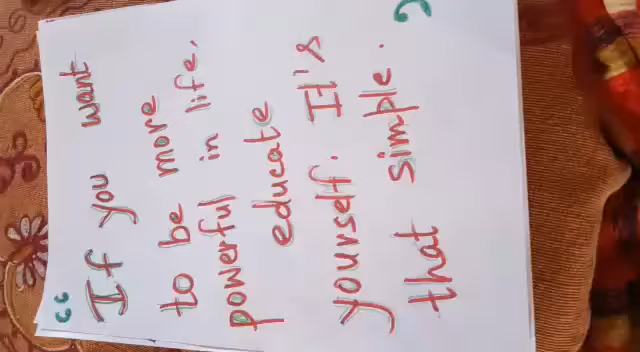 "
If you want
to be more
powerful in life,
educate
yourself. It's
that simple.
"